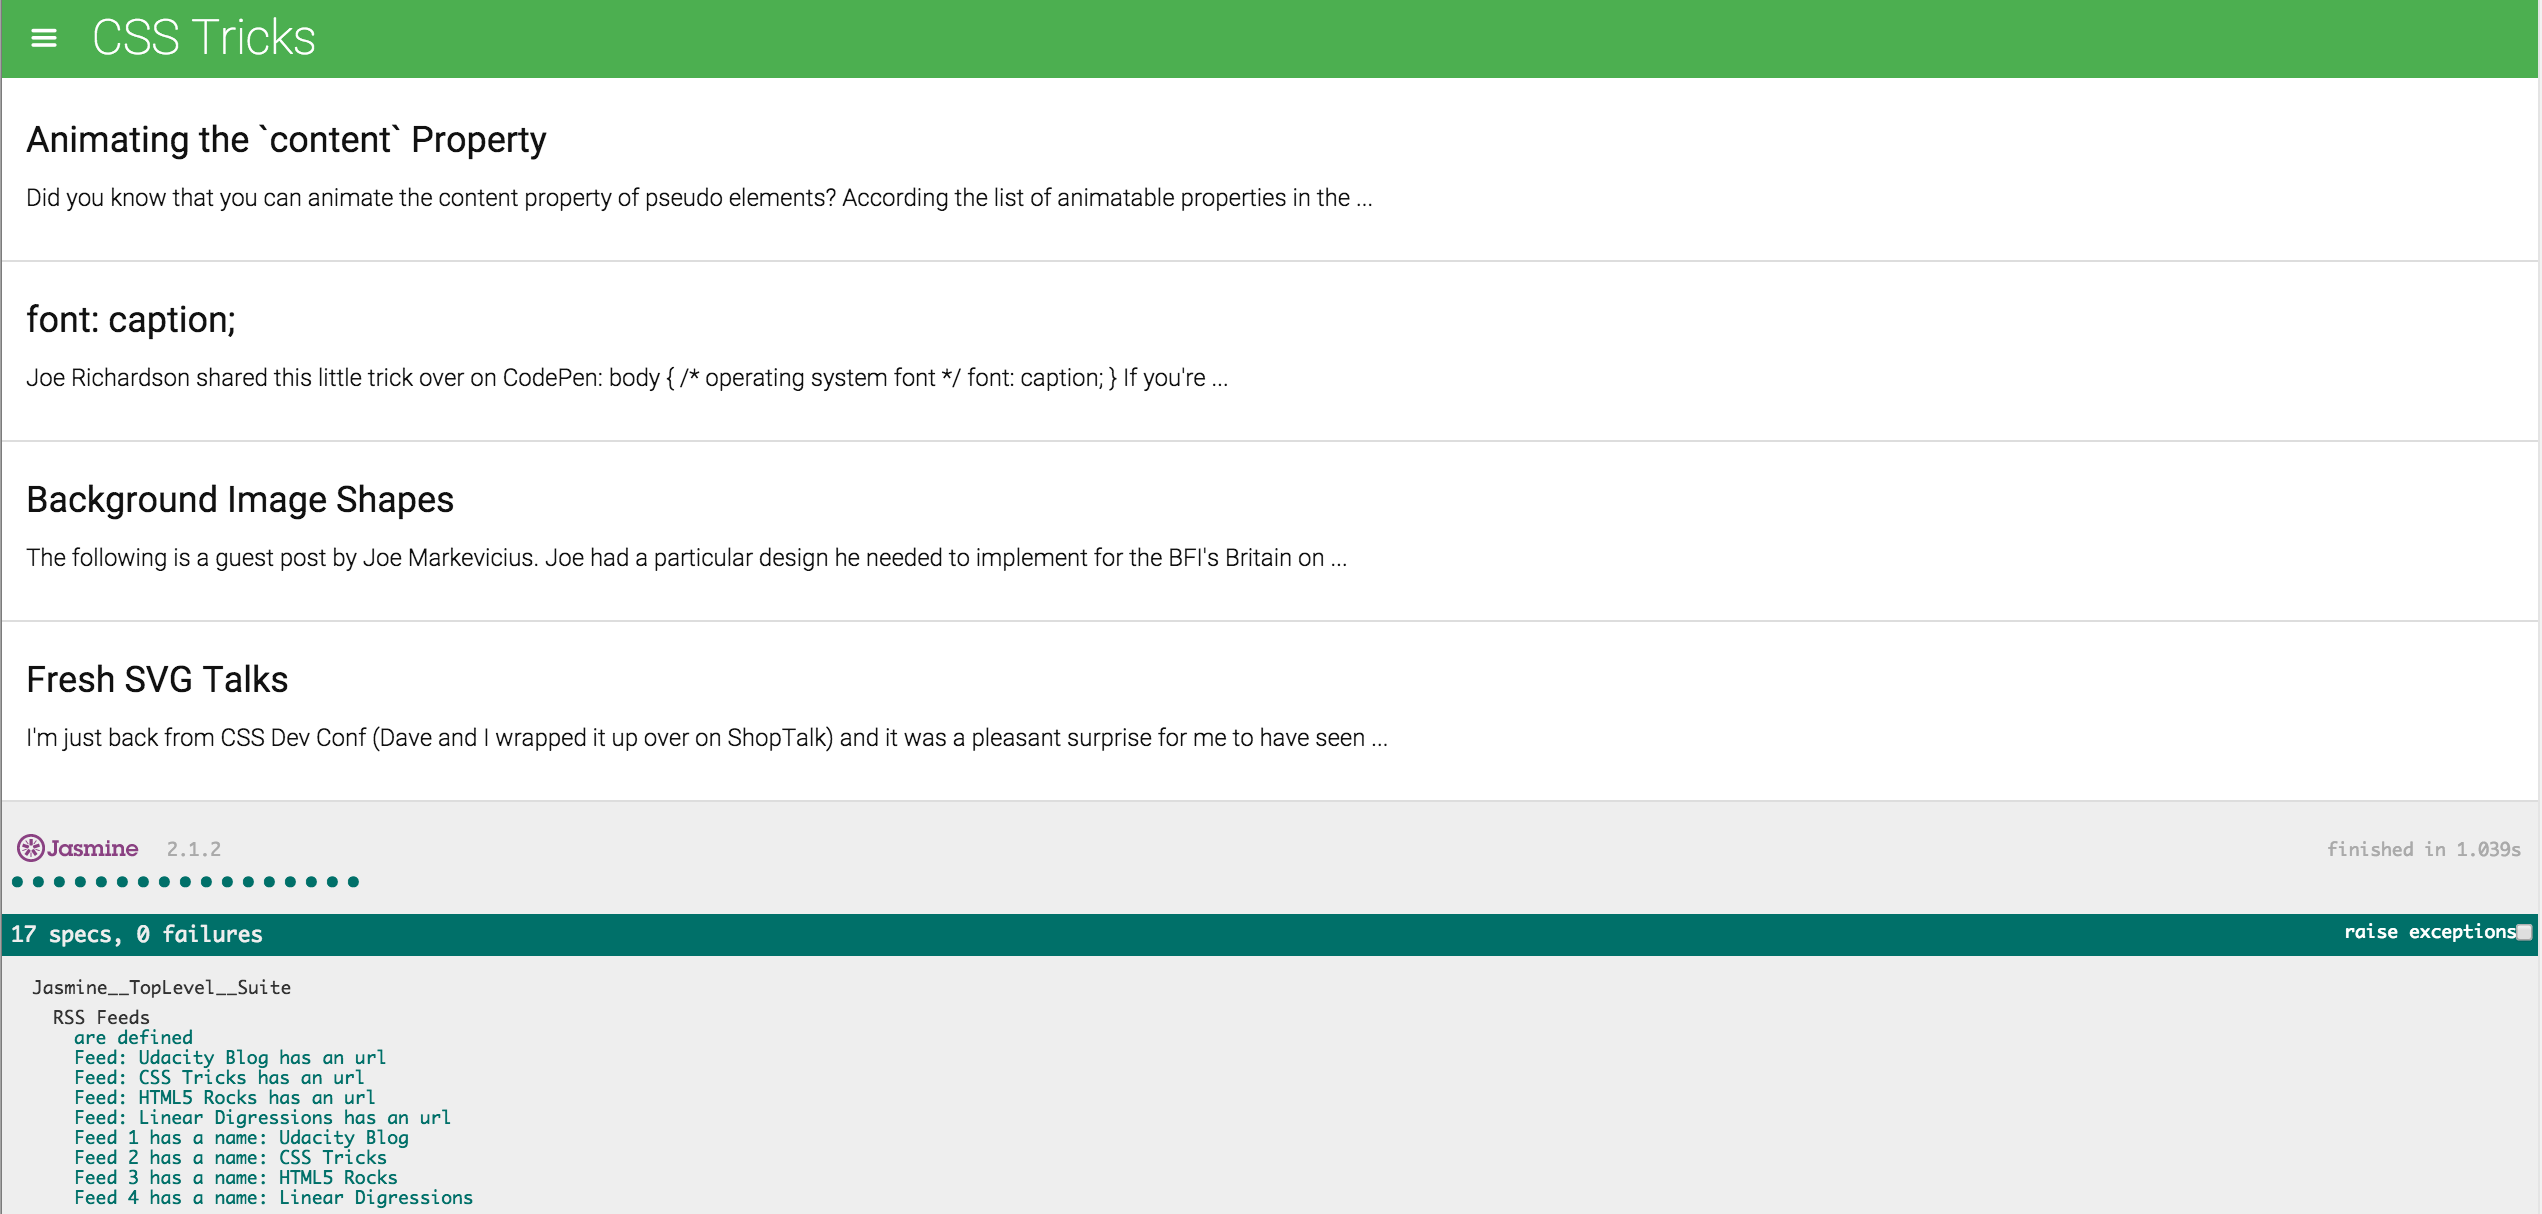 CSS Tricks
Animating the `content` Property
Did you know that you can animate the content property of pseudo elements? According the list of animatable properties in the ...
font: caption;
Joe Richardson shared this little trick over on CodePen: body { /* operating system font */ font: caption; } If you're ...
Background Image Shapes
The following is a guest post by Joe Markevicius. Joe had a particular design he needed to implement for the BFI's Britain on ...
Fresh SVG Talks
I'm just back from CSS Dev Conf (Dave and I wrapped it up over on ShopTalk) and it was a pleasant surprise for me to have seen ...
Jasmine 2.1.2 finished in 1.039s
17 specs, 0 failures raise exceptions
Jasmine__TopLevel__Suite
RSS Feeds
are defined
Feed: Udacity Blog has an url
Feed: CSS Tricks has an url
Feed: HTML5 Rocks has an url
Feed: Linear Digressions has an url
Feed 1 has a name: Udacity Blog
Feed 2 has a name: CSS Tricks
Feed 3 has a name: HTML5 Rocks
Feed 4 has a name: Linear Digressions